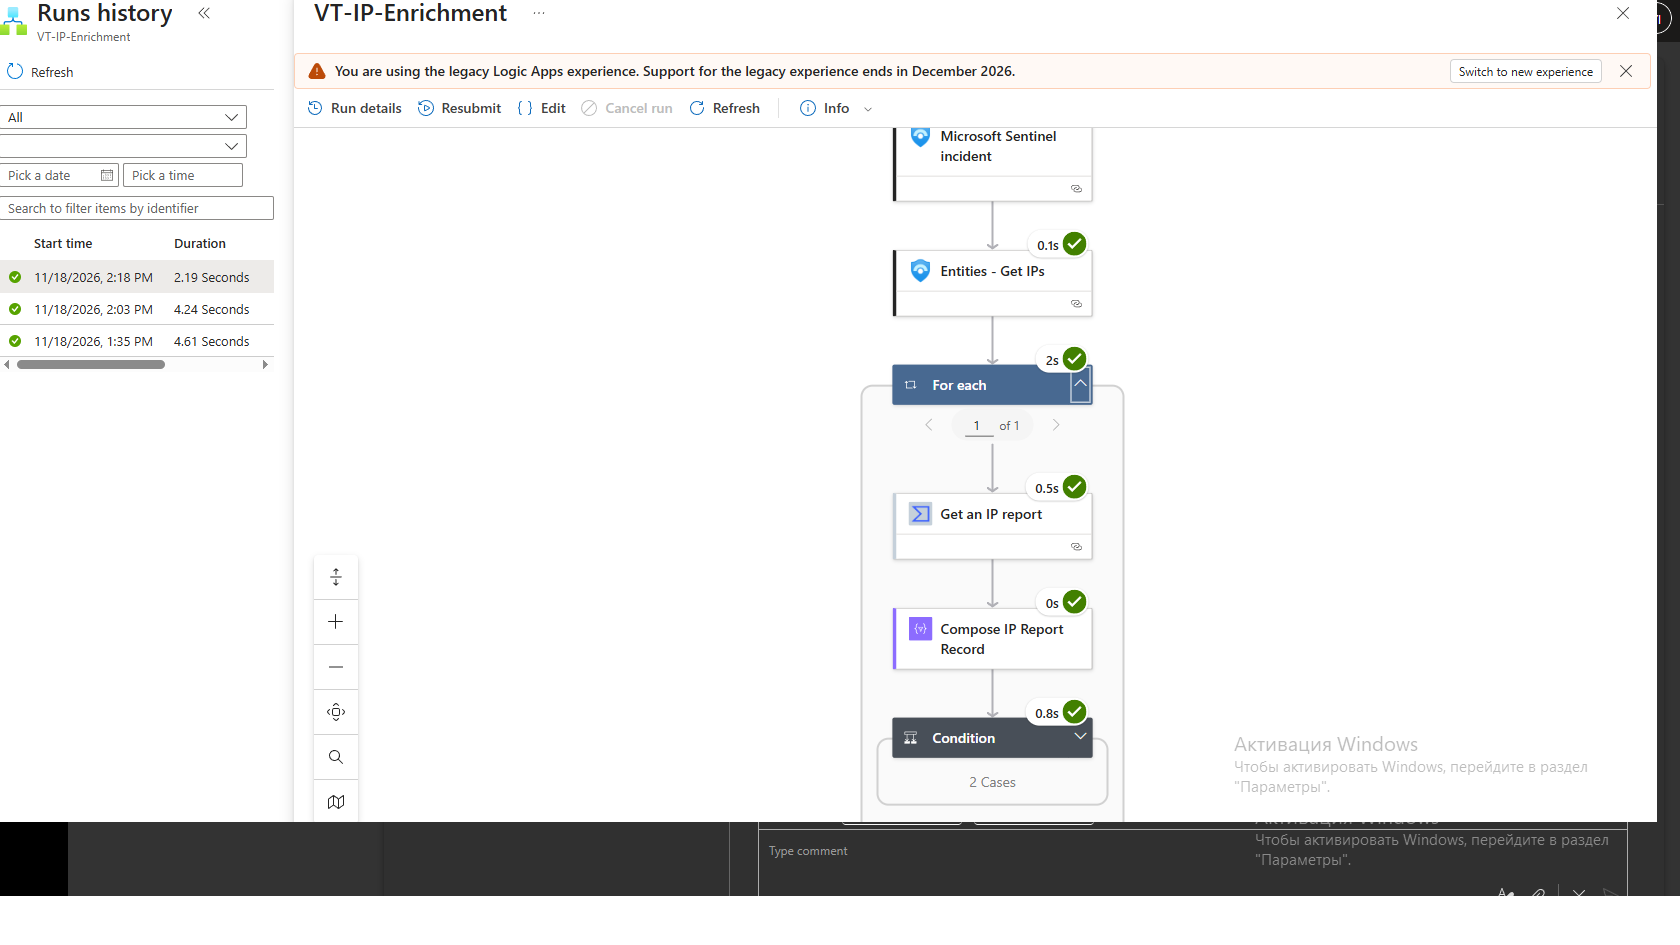 Runs history
VT-IP-Enrichment
Refresh
All
Pick a date
Pick a time
Search to filter items by identifier
Start time Duration
11/18/2026, 2:18 PM 2.19 Seconds
11/18/2026, 2:03 PM 4.24 Seconds
11/18/2026, 1:35 PM 4.61 Seconds
VT-IP-Enrichment
You are using the legacy Logic Apps experience. Support for the legacy experience ends in December 2026.
Switch to new experience
Run details Resubmit Edit Cancel run Refresh Info
Microsoft Sentinel
incident
0.1s
Entities - Get IPs
2s
For each
1 of 1
0.5s
Get an IP report
0s
Compose IP Report
Record
0.8s
Condition
2 Cases
Активация Windows
Чтобы активировать Windows, перейдите в раздел
"Параметры".
Активация Windows
Type comment
Чтобы активировать Windows, перейдите в раздел
"Параметры".